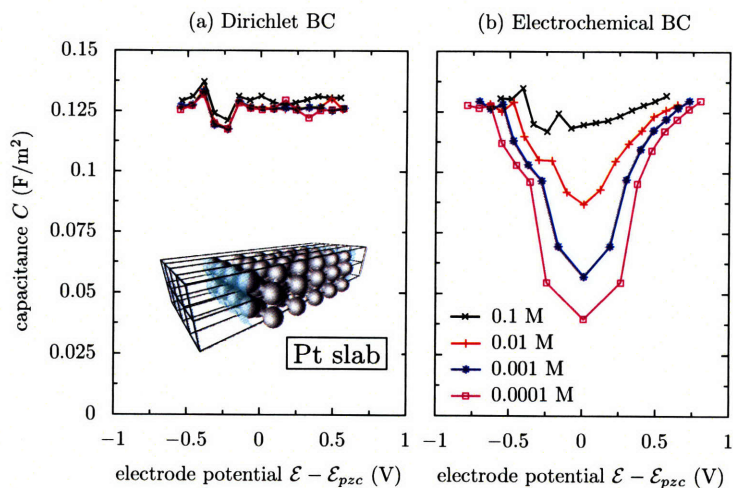 (a) Dirichlet BC
(b) Electrochemical BC
capacitance C (F/m²)
0.15
0.125
0.1
0.075
0.05
0.025
0
Pt slab
0.1 M
0.01 M
0.001 M
0.0001 M
−1 −0.5 0 0.5 1
−1 −0.5 0 0.5 1
electrode potential ℰ − ℰpzc (V)
electrode potential ℰ − ℰpzc (V)